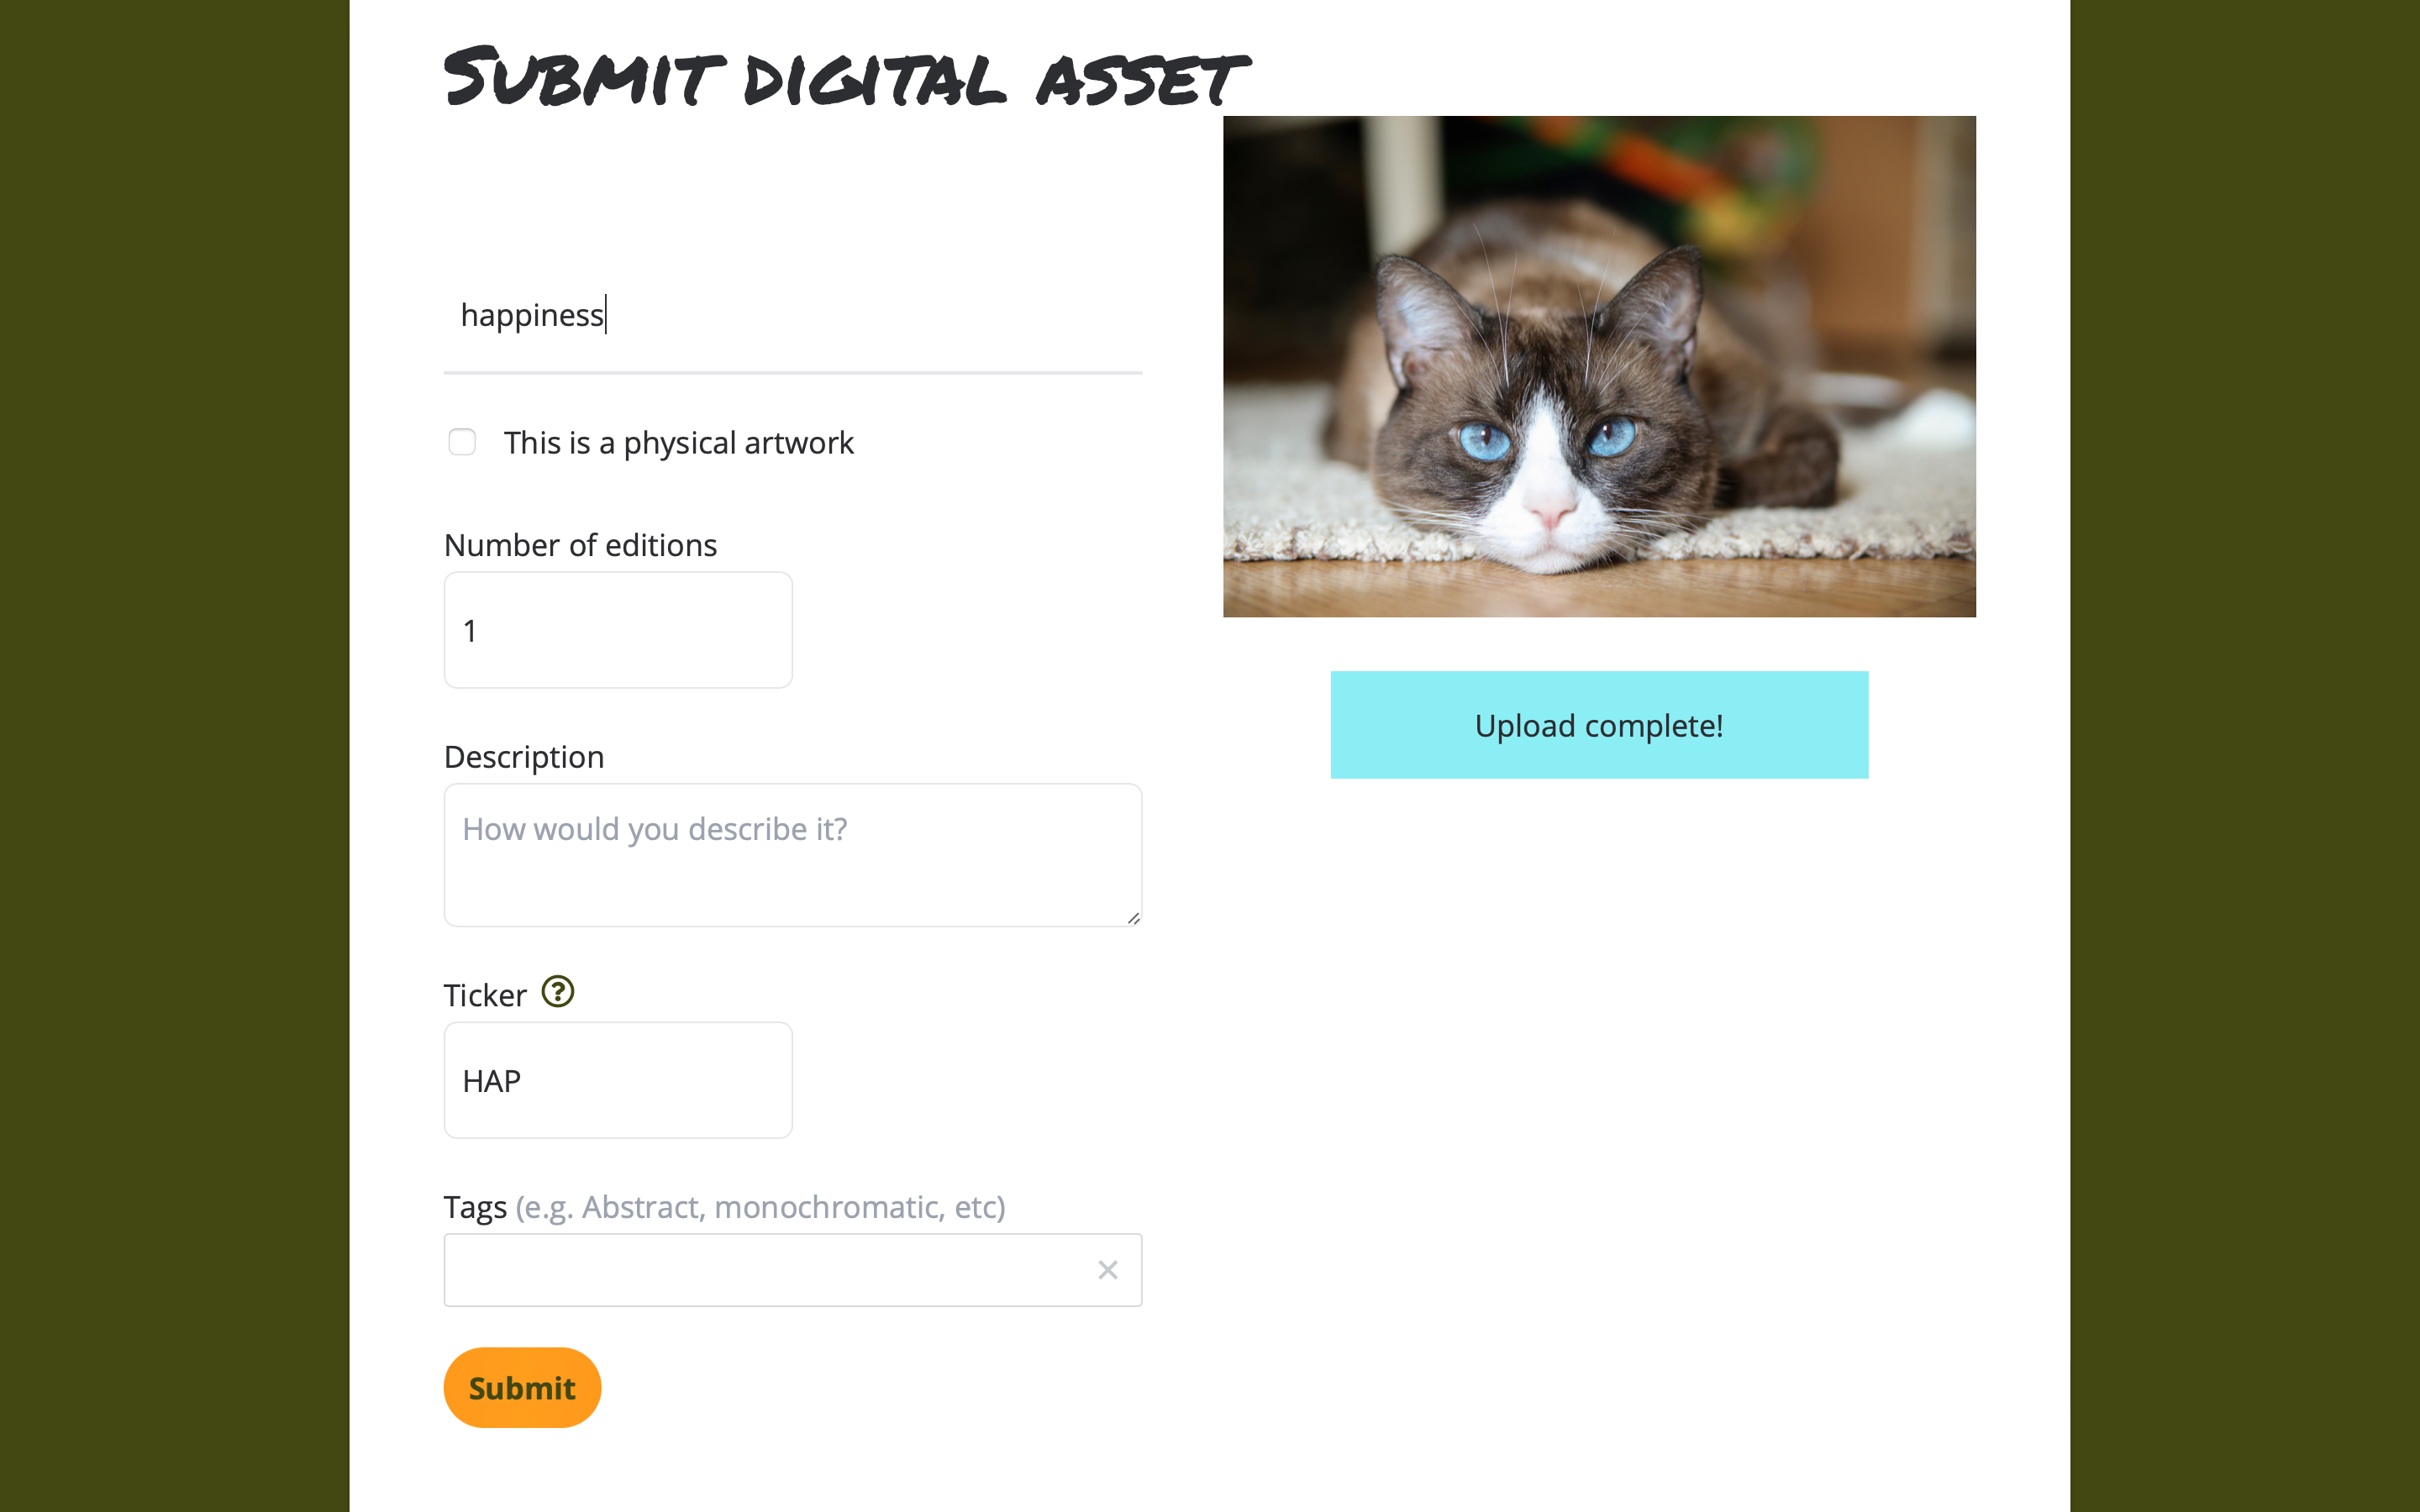 Submit digital asset
happiness
This is a physical artwork
Number of editions
1
Description
How would you describe it?
Ticker ?
HAP
Tags (e.g. Abstract, monochromatic, etc)
Submit
Upload complete!